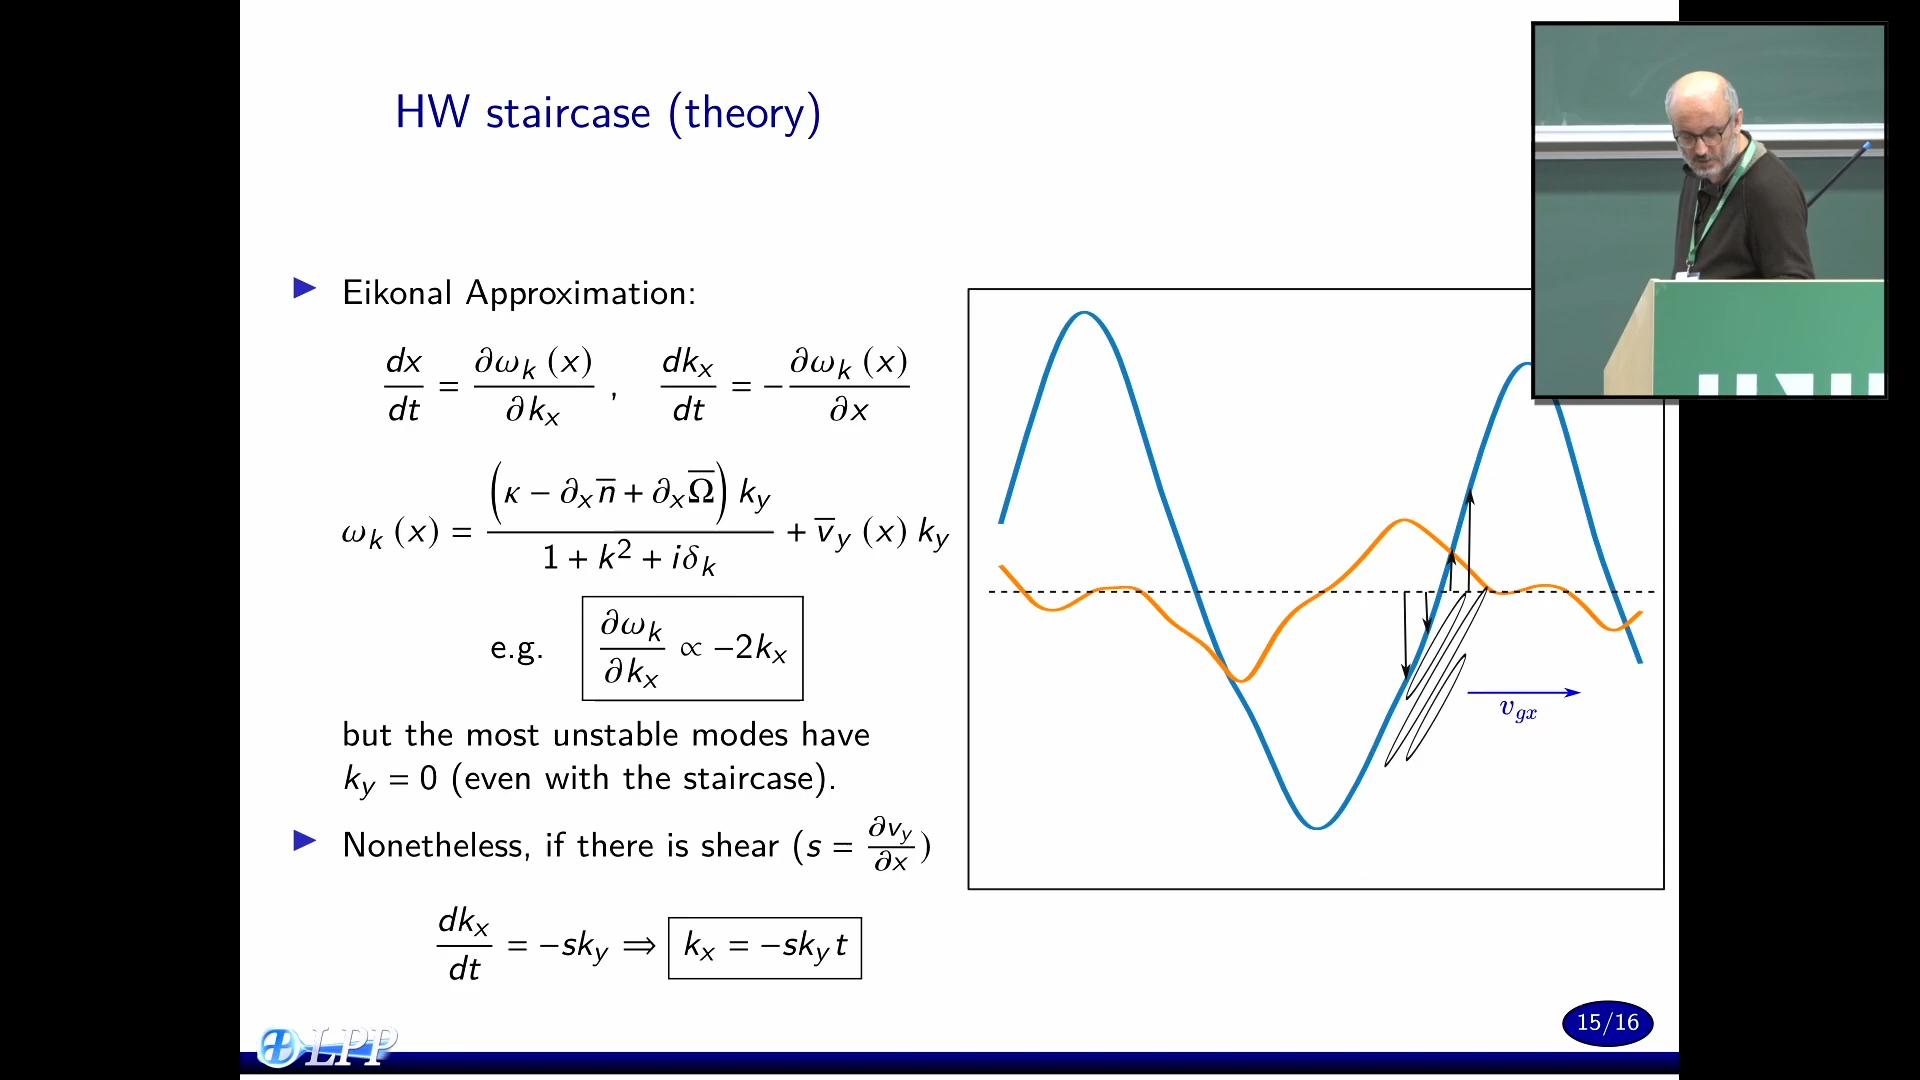 HW staircase (theory)
Eikonal Approximation:
dx/dt = ∂ω_k (x)/∂k_x , dk_x/dt = −∂ω_k (x)/∂x
ω_k (x) = (κ − ∂_x n̅ + ∂_x Ω̅) k_y / (1 + k² + iδ_k) + v̅_y (x) k_y
e.g. ∂ω_k/∂k_x ∝ −2k_x
but the most unstable modes have
k_y = 0 (even with the staircase).
Nonetheless, if there is shear (s = ∂v_y/∂x)
dk_x/dt = −sk_y ⇒ k_x = −sk_y t
v_gx
15/16
LPP